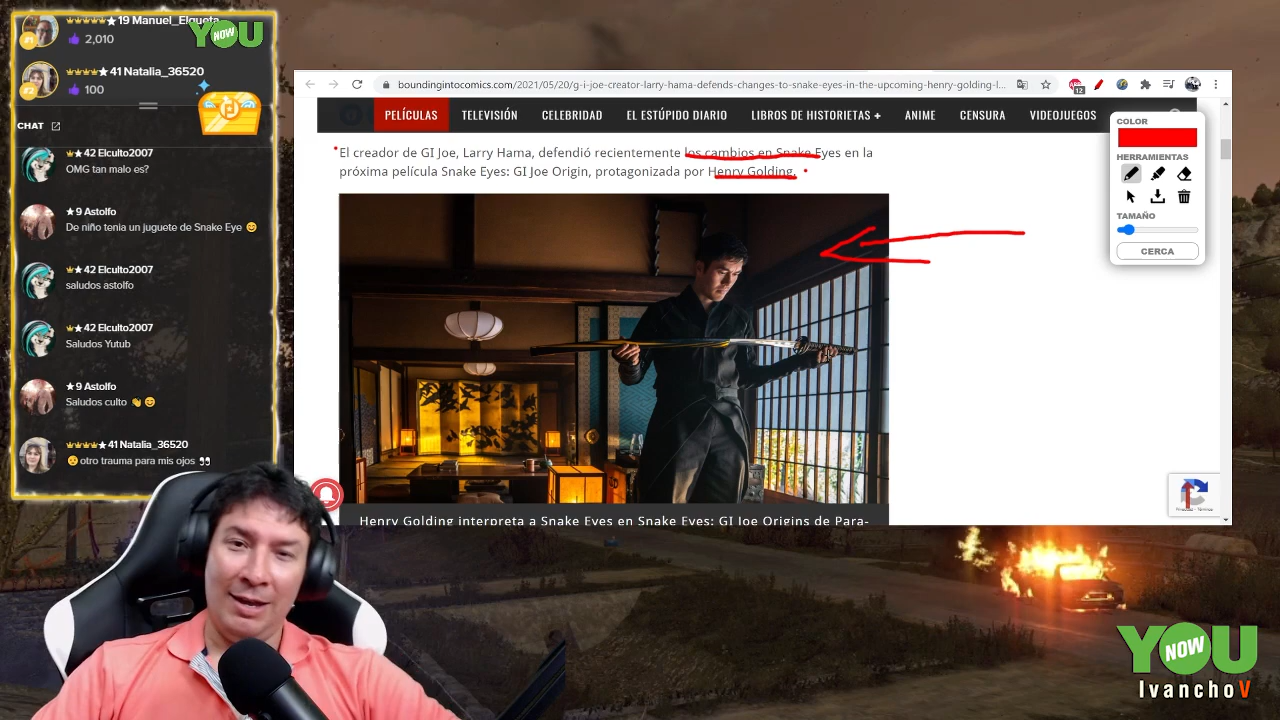 19 Manuel_Elgueta
YOU NOW
#1
2,010
41 Natalia_36520
#2
100
CHAT
42 Elculto2007
OMG tan malo es?
9 Astolfo
De niño tenia un juguete de Snake Eye
42 Elculto2007
saludos astolfo
42 Elculto2007
Saludos Yutub
9 Astolfo
Saludos culto
41 Natalia_36520
otro trauma para mis ojos
boundingintocomics.com/2021/05/20/g-i-joe-creator-larry-hama-defends-changes-to-snake-eyes-in-the-upcoming-henry-golding-l...
12
PELÍCULAS TELEVISIÓN CELEBRIDAD EL ESTÚPIDO DIARIO LIBROS DE HISTORIETAS + ANIME CENSURA VIDEOJUEGOS
El creador de GI Joe, Larry Hama, defendió recientemente los cambios en Snake Eyes en la
próxima película Snake Eyes: GI Joe Origin, protagonizada por Henry Golding.
Henry Golding interpreta a Snake Eyes en Snake Eyes: GI Joe Origins de Para-
COLOR
HERRAMIENTAS
TAMAÑO
CERCA
YOU NOW
IvanchoV